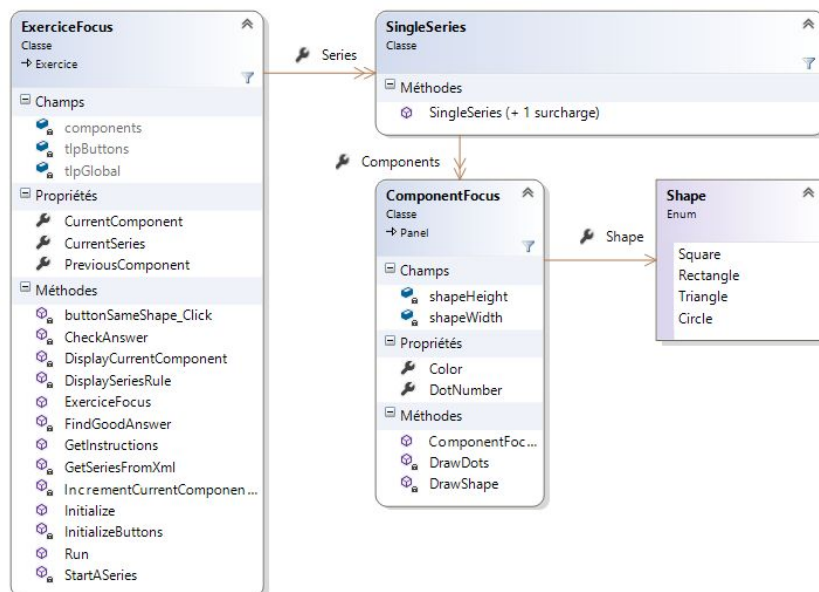 ExerciceFocus
Classe
Exercice
Champs
components
tlpButtons
tlpGlobal
Propriétés
CurrentComponent
CurrentSeries
PreviousComponent
Méthodes
buttonSameShape_Click
CheckAnswer
DisplayCurrentComponent
DisplaySeriesRule
ExerciceFocus
FindGoodAnswer
GetInstructions
GetSeriesFromXml
IncrementCurrentComponen...
Initialize
InitializeButtons
Run
StartASeries
Series
SingleSeries
Classe
Méthodes
SingleSeries (+ 1 surcharge)
Components
ComponentFocus
Classe
Panel
Champs
shapeHeight
shapeWidth
Propriétés
Color
DotNumber
Méthodes
ComponentFoc...
DrawDots
DrawShape
Shape
Shape
Enum
Square
Rectangle
Triangle
Circle